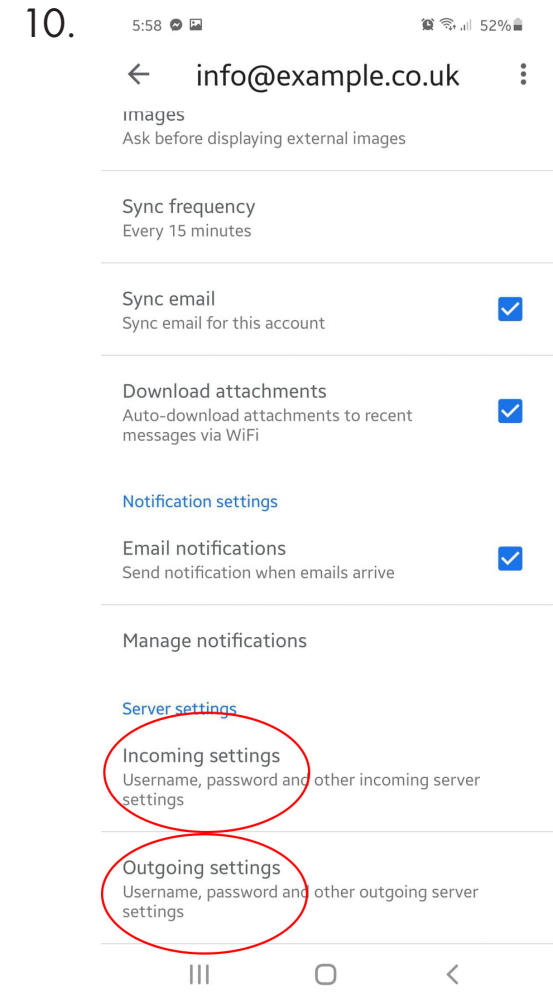 10.
5:58 52%
info@example.co.uk
Images
Ask before displaying external images
Sync frequency
Every 15 minutes
Sync email
Sync email for this account
Download attachments
Auto-download attachments to recent
messages via WiFi
Notification settings
Email notifications
Send notification when emails arrive
Manage notifications
Server settings
Incoming settings
Username, password and other incoming server
settings
Outgoing settings
Username, password and other outgoing server
settings